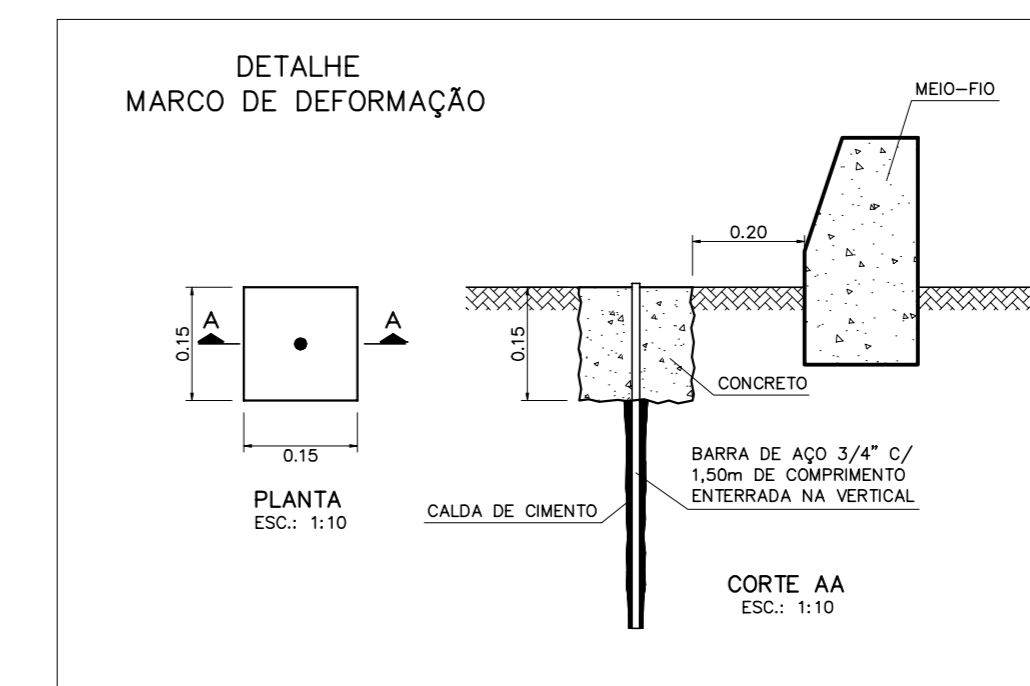 DETALHE
MARCO DE DEFORMAÇÃO
MEIO-FIO
0.20
A
A
0.15
0.15
0.15
CONCRETO
BARRA DE AÇO 3/4" C/
1,50m DE COMPRIMENTO
ENTERRADA NA VERTICAL
CALDA DE CIMENTO
PLANTA
ESC.: 1:10
CORTE AA
ESC.: 1:10